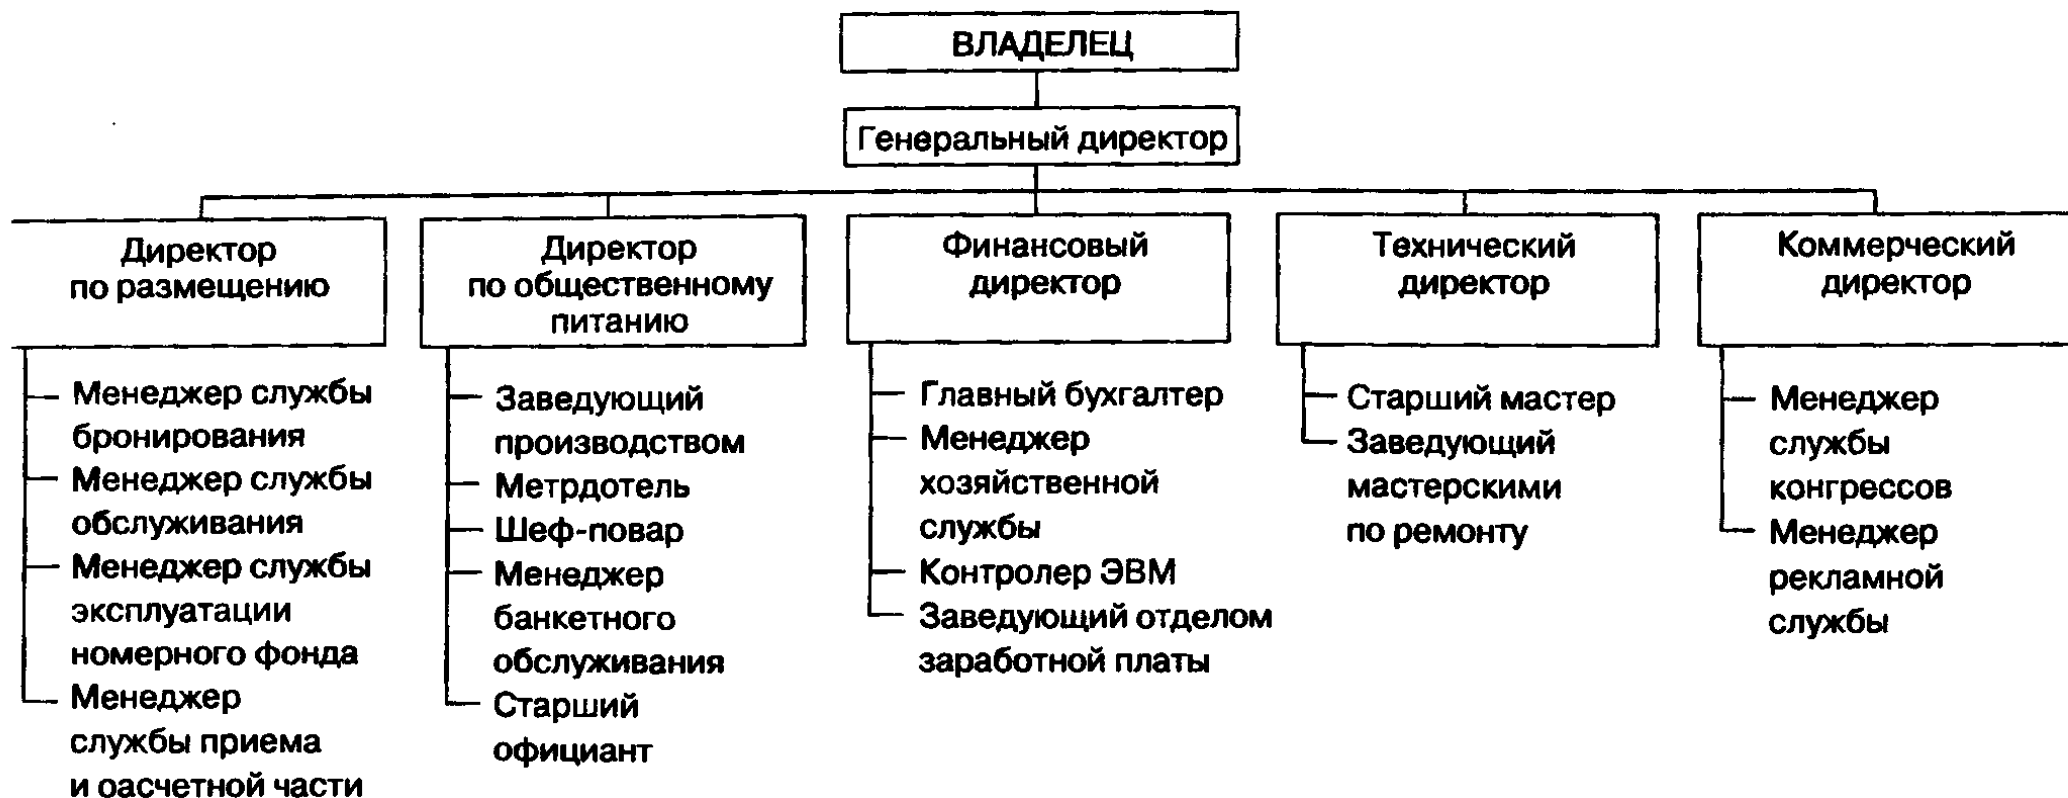 ВЛАДЕЛЕЦ
Генеральный директор
Директор
по размещению
Менеджер службы
бронирования
Менеджер службы
обслуживания
Менеджер службы
эксплуатации
номерного фонда
Менеджер
службы приема
и оасчетной части
Директор
по общественному
питанию
Заведующий
производством
Метрдотель
Шеф-повар
Менеджер
банкетного
обслуживания
Старший
официант
Финансовый
директор
Главный бухгалтер
Менеджер
хозяйственной
службы
Контролер ЭВМ
Заведующий отделом
заработной платы
Технический
директор
Старший мастер
Заведующий
мастерскими
по ремонту
Коммерческий
директор
Менеджер
службы
конгрессов
Менеджер
рекламной
службы